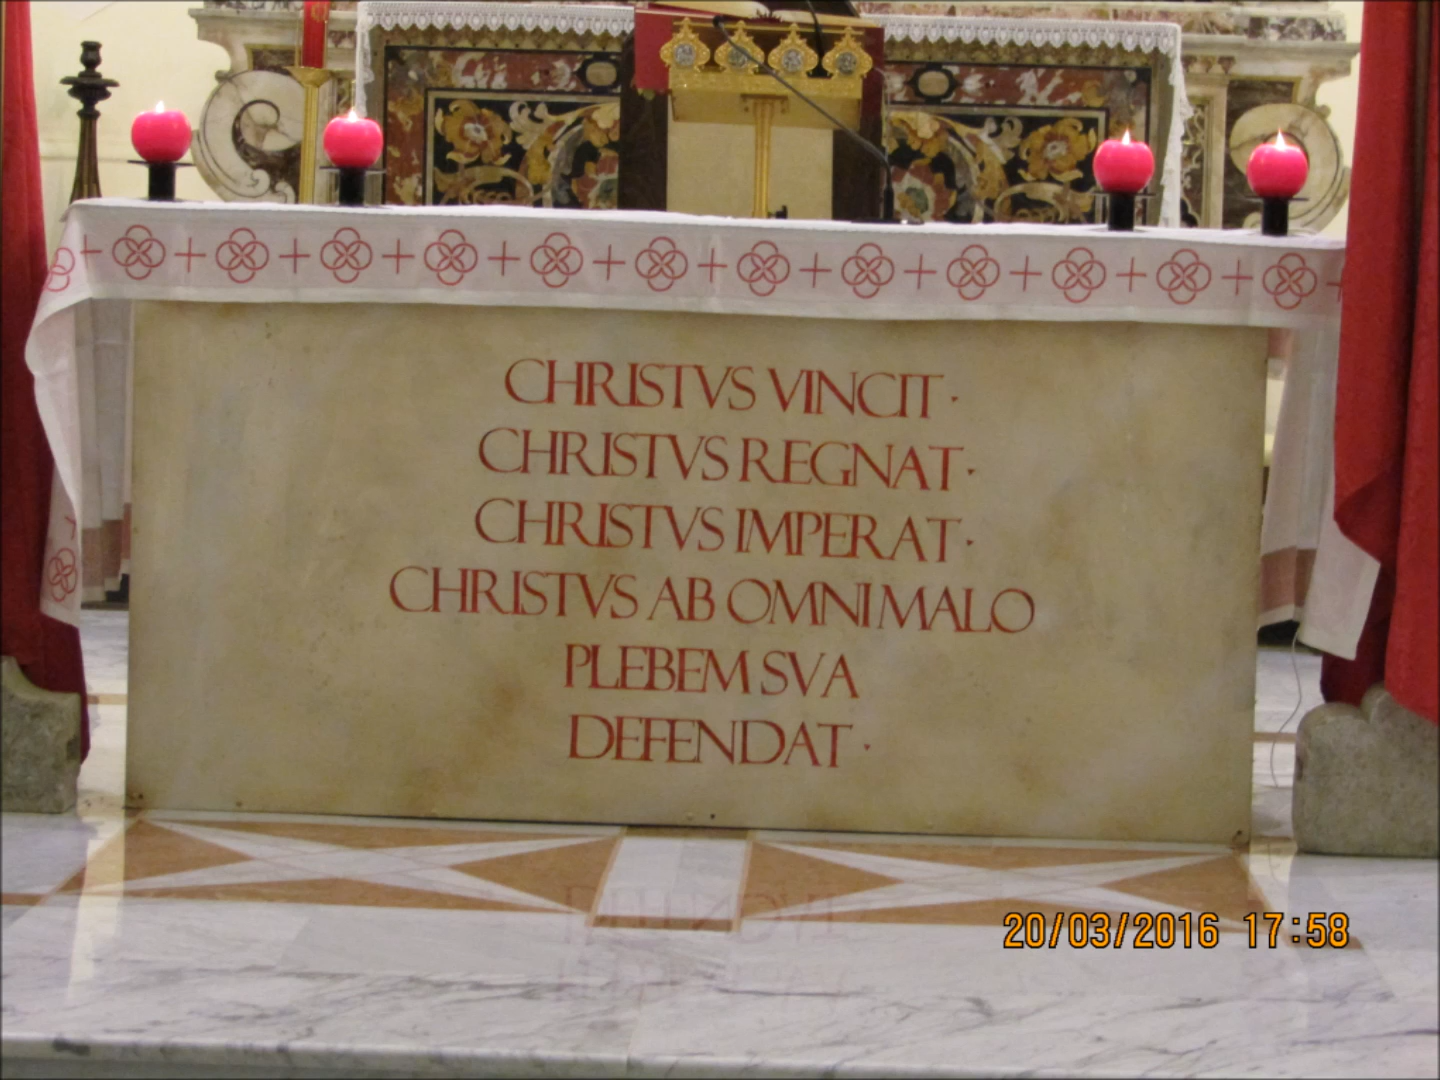 CHRISTVS VINCIT ·
CHRISTVS REGNAT ·
CHRISTVS IMPERAT ·
CHRISTVS AB OMNI MALO
PLEBEM SVA
DEFENDAT ·
20/03/2016 17:58